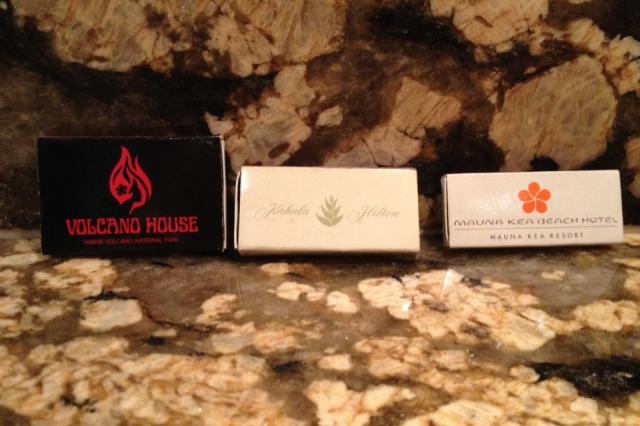 VOLCANO HOUSE
HAWAII VOLCANO NATIONAL PARK
Kahala Hilton
MAUNA KEA BEACH HOTEL
MAUNA KEA RESORT